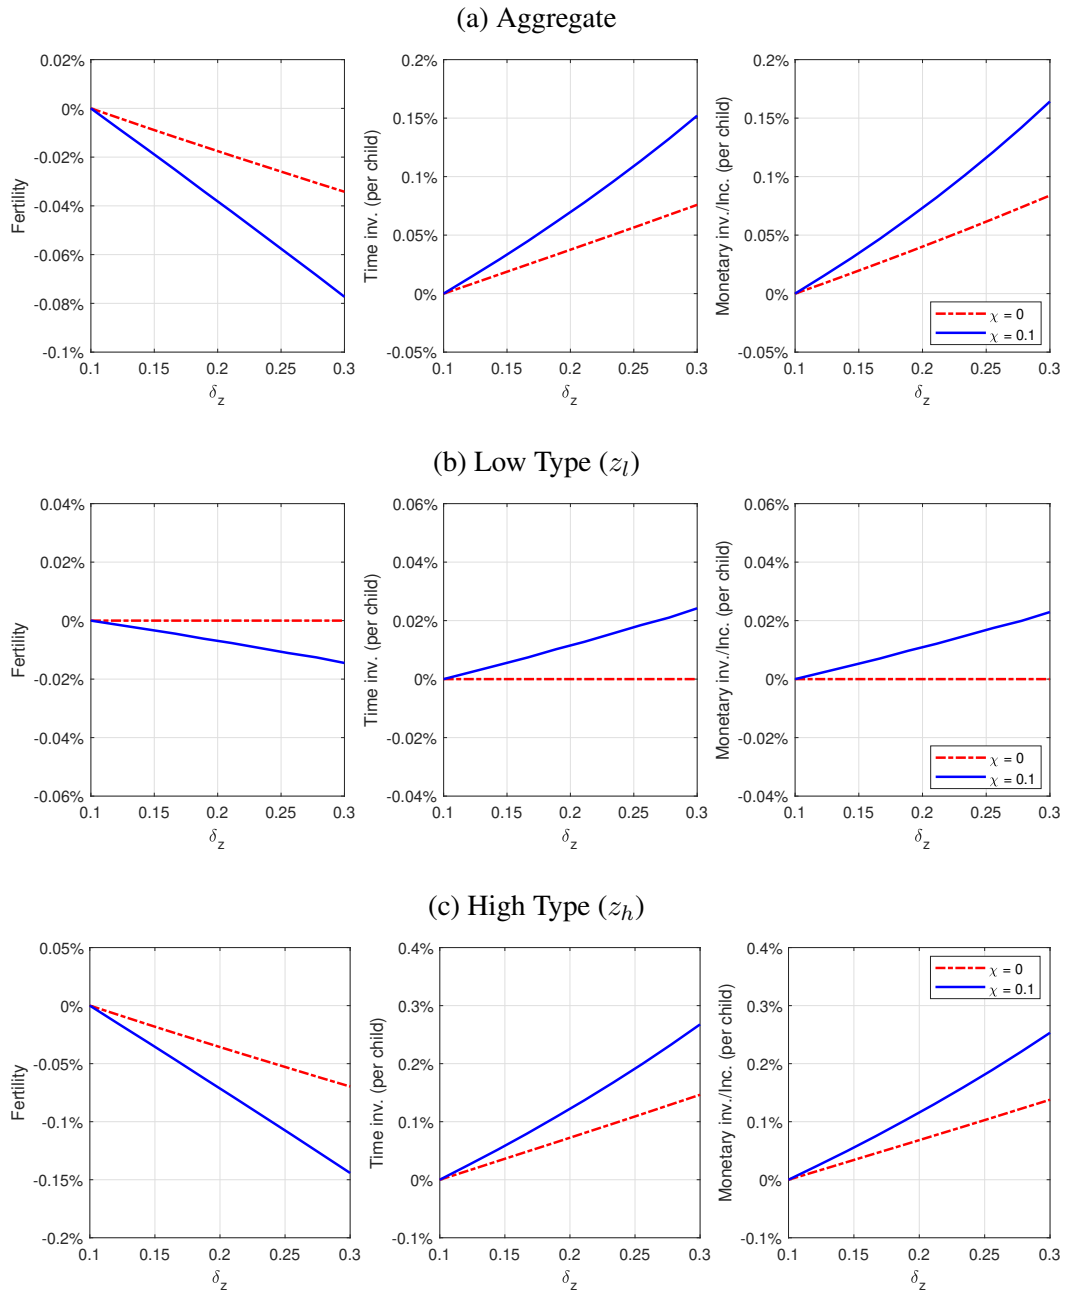 (a) Aggregate
0.02%
0%
-0.02%
-0.04%
-0.06%
-0.08%
-0.1%
Fertility
0.1 0.15 0.2 0.25 0.3
δz
0.2%
0.15%
0.1%
0.05%
0%
-0.05%
Time inv. (per child)
0.1 0.15 0.2 0.25 0.3
δz
0.2%
0.15%
0.1%
0.05%
0%
-0.05%
Monetary inv./Inc. (per child)
χ = 0
χ = 0.1
0.1 0.15 0.2 0.25 0.3
δz
(b) Low Type (zl)
0.04%
0.02%
0%
-0.02%
-0.04%
-0.06%
Fertility
0.1 0.15 0.2 0.25 0.3
δz
0.06%
0.04%
0.02%
0%
-0.02%
-0.04%
Time inv. (per child)
0.1 0.15 0.2 0.25 0.3
δz
0.06%
0.04%
0.02%
0%
-0.02%
-0.04%
Monetary inv./Inc. (per child)
χ = 0
χ = 0.1
0.1 0.15 0.2 0.25 0.3
δz
(c) High Type (zh)
0.05%
0%
-0.05%
-0.1%
-0.15%
-0.2%
Fertility
0.1 0.15 0.2 0.25 0.3
δz
0.4%
0.3%
0.2%
0.1%
0%
-0.1%
Time inv. (per child)
0.1 0.15 0.2 0.25 0.3
δz
0.4%
0.3%
0.2%
0.1%
0%
-0.1%
Monetary inv./Inc. (per child)
χ = 0
χ = 0.1
0.1 0.15 0.2 0.25 0.3
δz